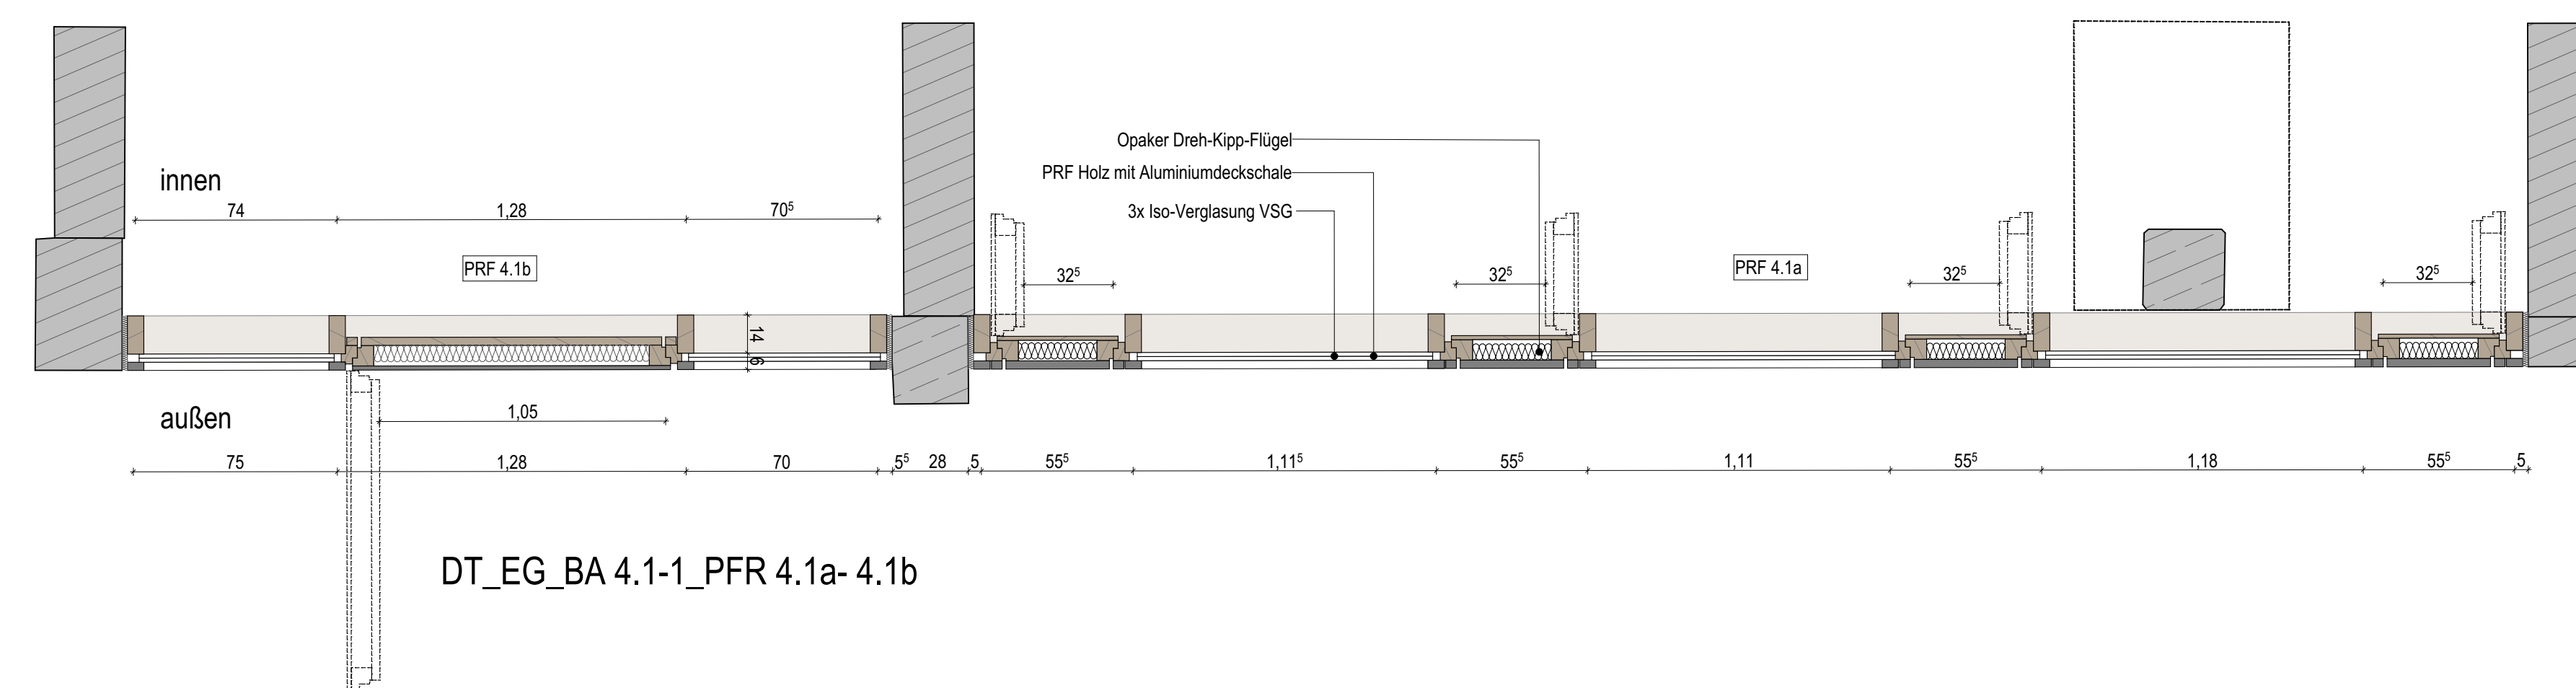 Opaker Dreh-Kipp-Flügel
PRF Holz mit Aluminiumdeckschale
3x Iso-Verglasung VSG
innen
74 1,28 70⁵
PRF 4.1b
32⁵ 32⁵ PRF 4.1a 32⁵ 32⁵
14
6
außen
1,05
75 1,28 70 5⁵ 28 5 55⁵ 1,11⁵ 55⁵ 1,11 55⁵ 1,18 55⁵ 5
DT_EG_BA 4.1-1_PFR 4.1a- 4.1b